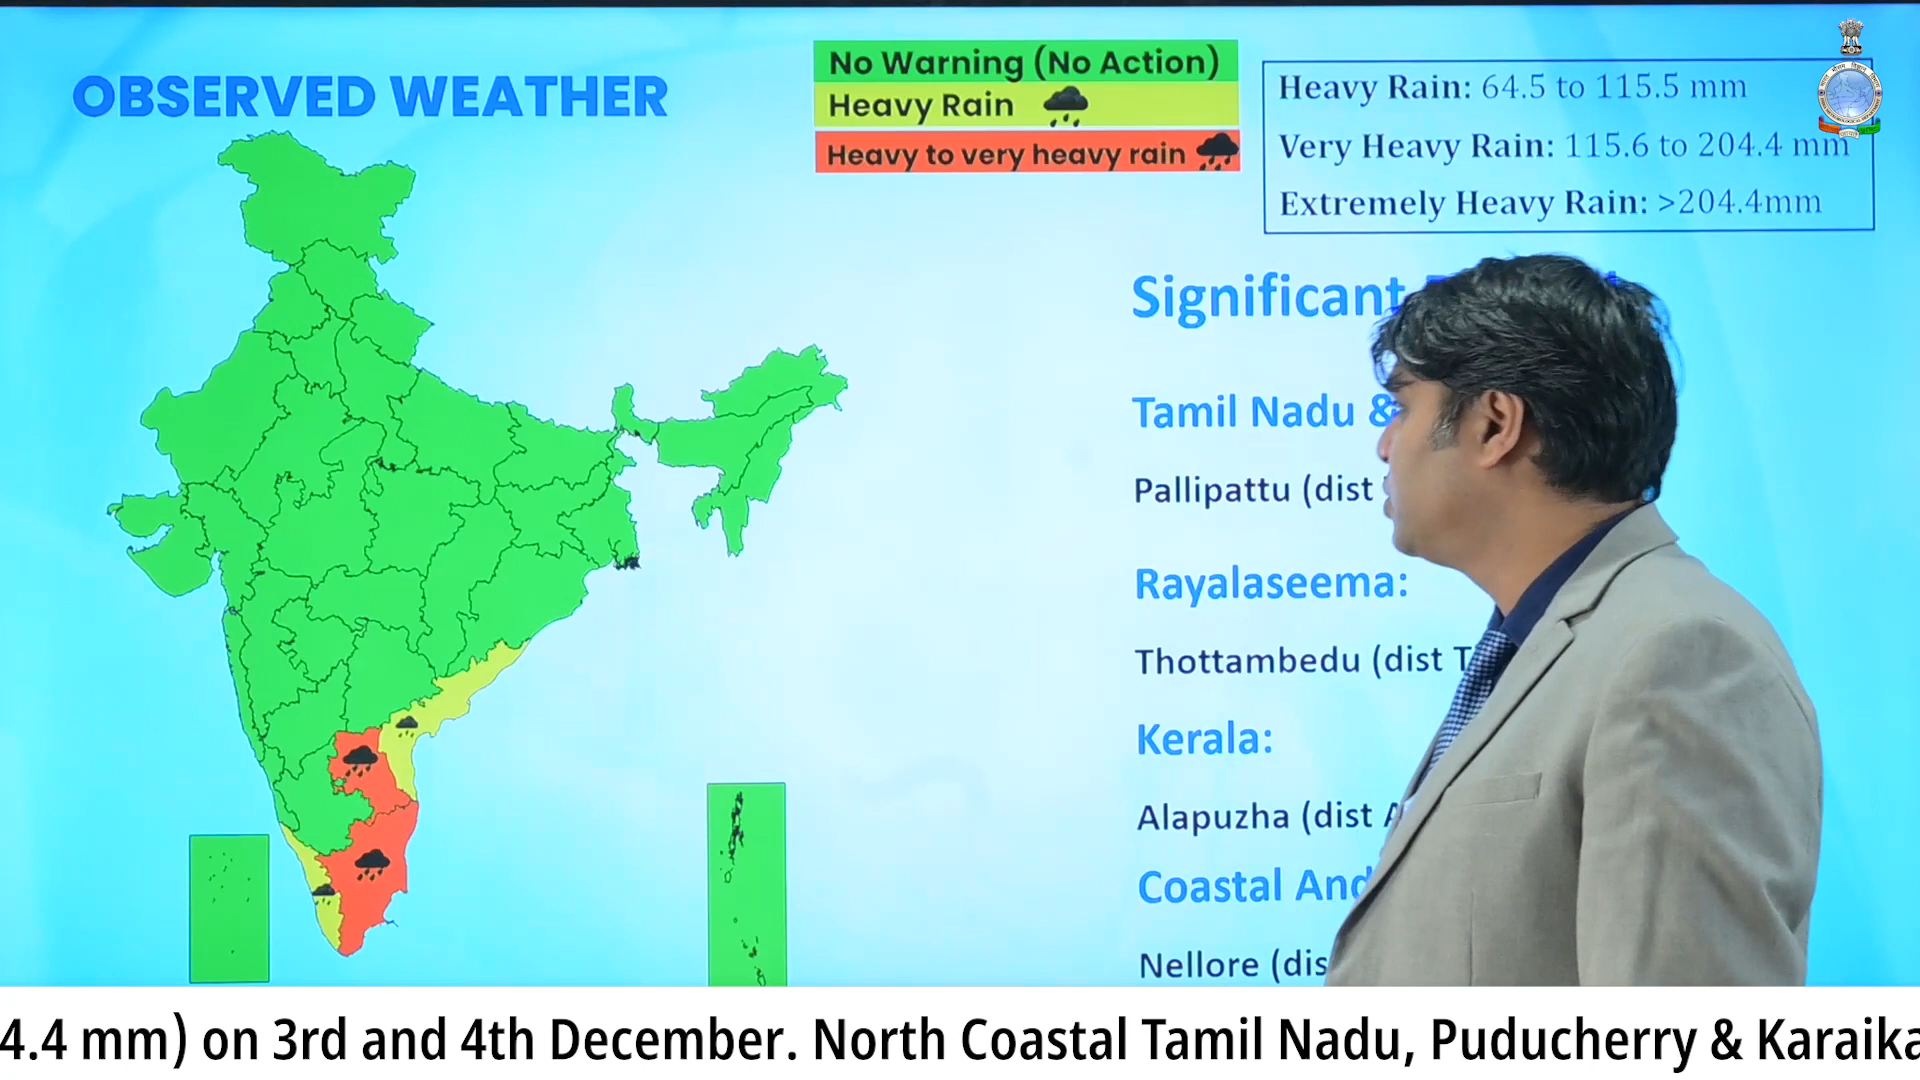 OBSERVED WEATHER
No Warning (No Action)
Heavy Rain
Heavy to very heavy rain
Heavy Rain: 64.5 to 115.5 mm
Very Heavy Rain: 115.6 to 204.4 mm
Extremely Heavy Rain: >204.4mm
Significant
Tamil Nadu &
Pallipattu (dist
Rayalaseema:
Thottambedu (dist T
Kerala:
Alapuzha (dist A
Coastal And
Nellore (dis
4.4 mm) on 3rd and 4th December. North Coastal Tamil Nadu, Puducherry & Karaika